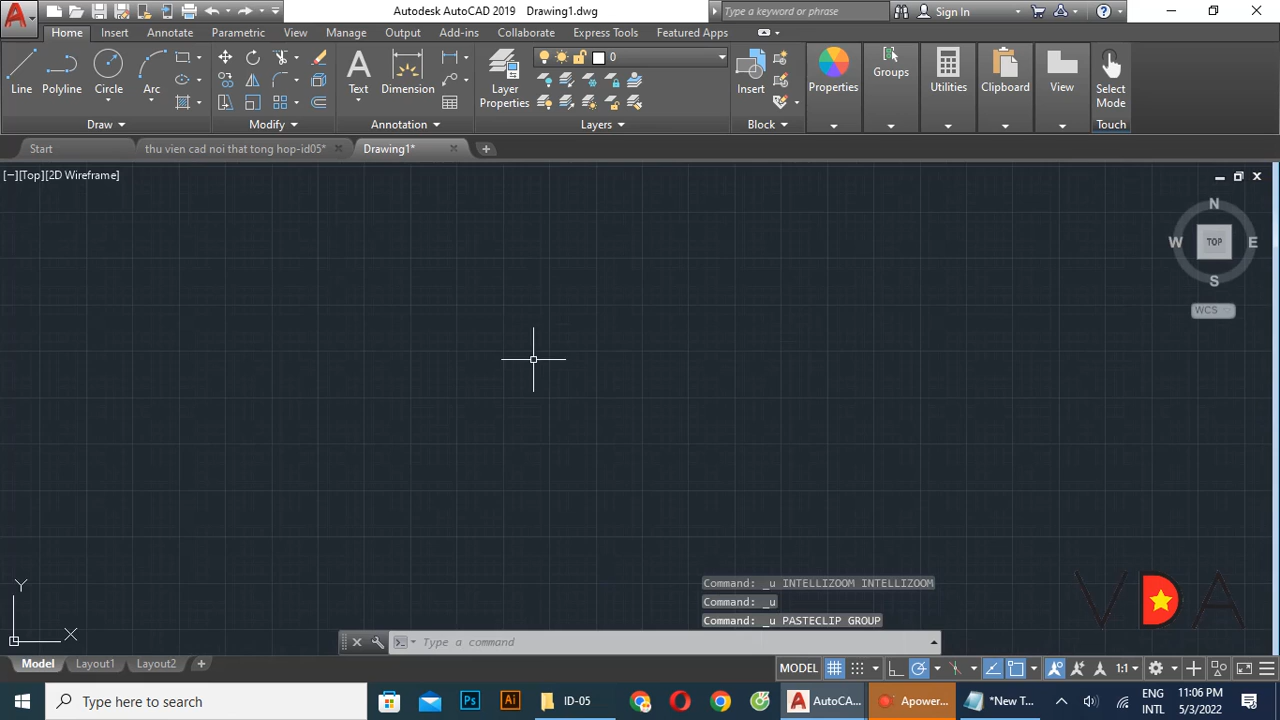 Autodesk AutoCAD 2019 Drawing1.dwg
Type a keyword or phrase
Sign In
Home Insert Annotate Parametric View Manage Output Add-ins Collaborate Express Tools Featured Apps
Line Polyline Circle Arc
Text Dimension
Layer Properties
0
Insert
Properties Groups Utilities Clipboard View
Select Mode
Draw Modify Annotation Layers Block Touch
Start thu vien cad noi that tong hop-id05* Drawing1*
[−][Top][2D Wireframe]
N
W TOP E
S
WCS
Y
X
Command: _u INTELLIZOOM INTELLIZOOM
Command: _u
Command: _u PASTECLIP GROUP
Type a command
VDA
Model Layout1 Layout2
MODEL 1:1
Type here to search
Ps Ai ID-05 AutoCA... Apower... *New T...
ENG INTL
11:06 PM
5/3/2022